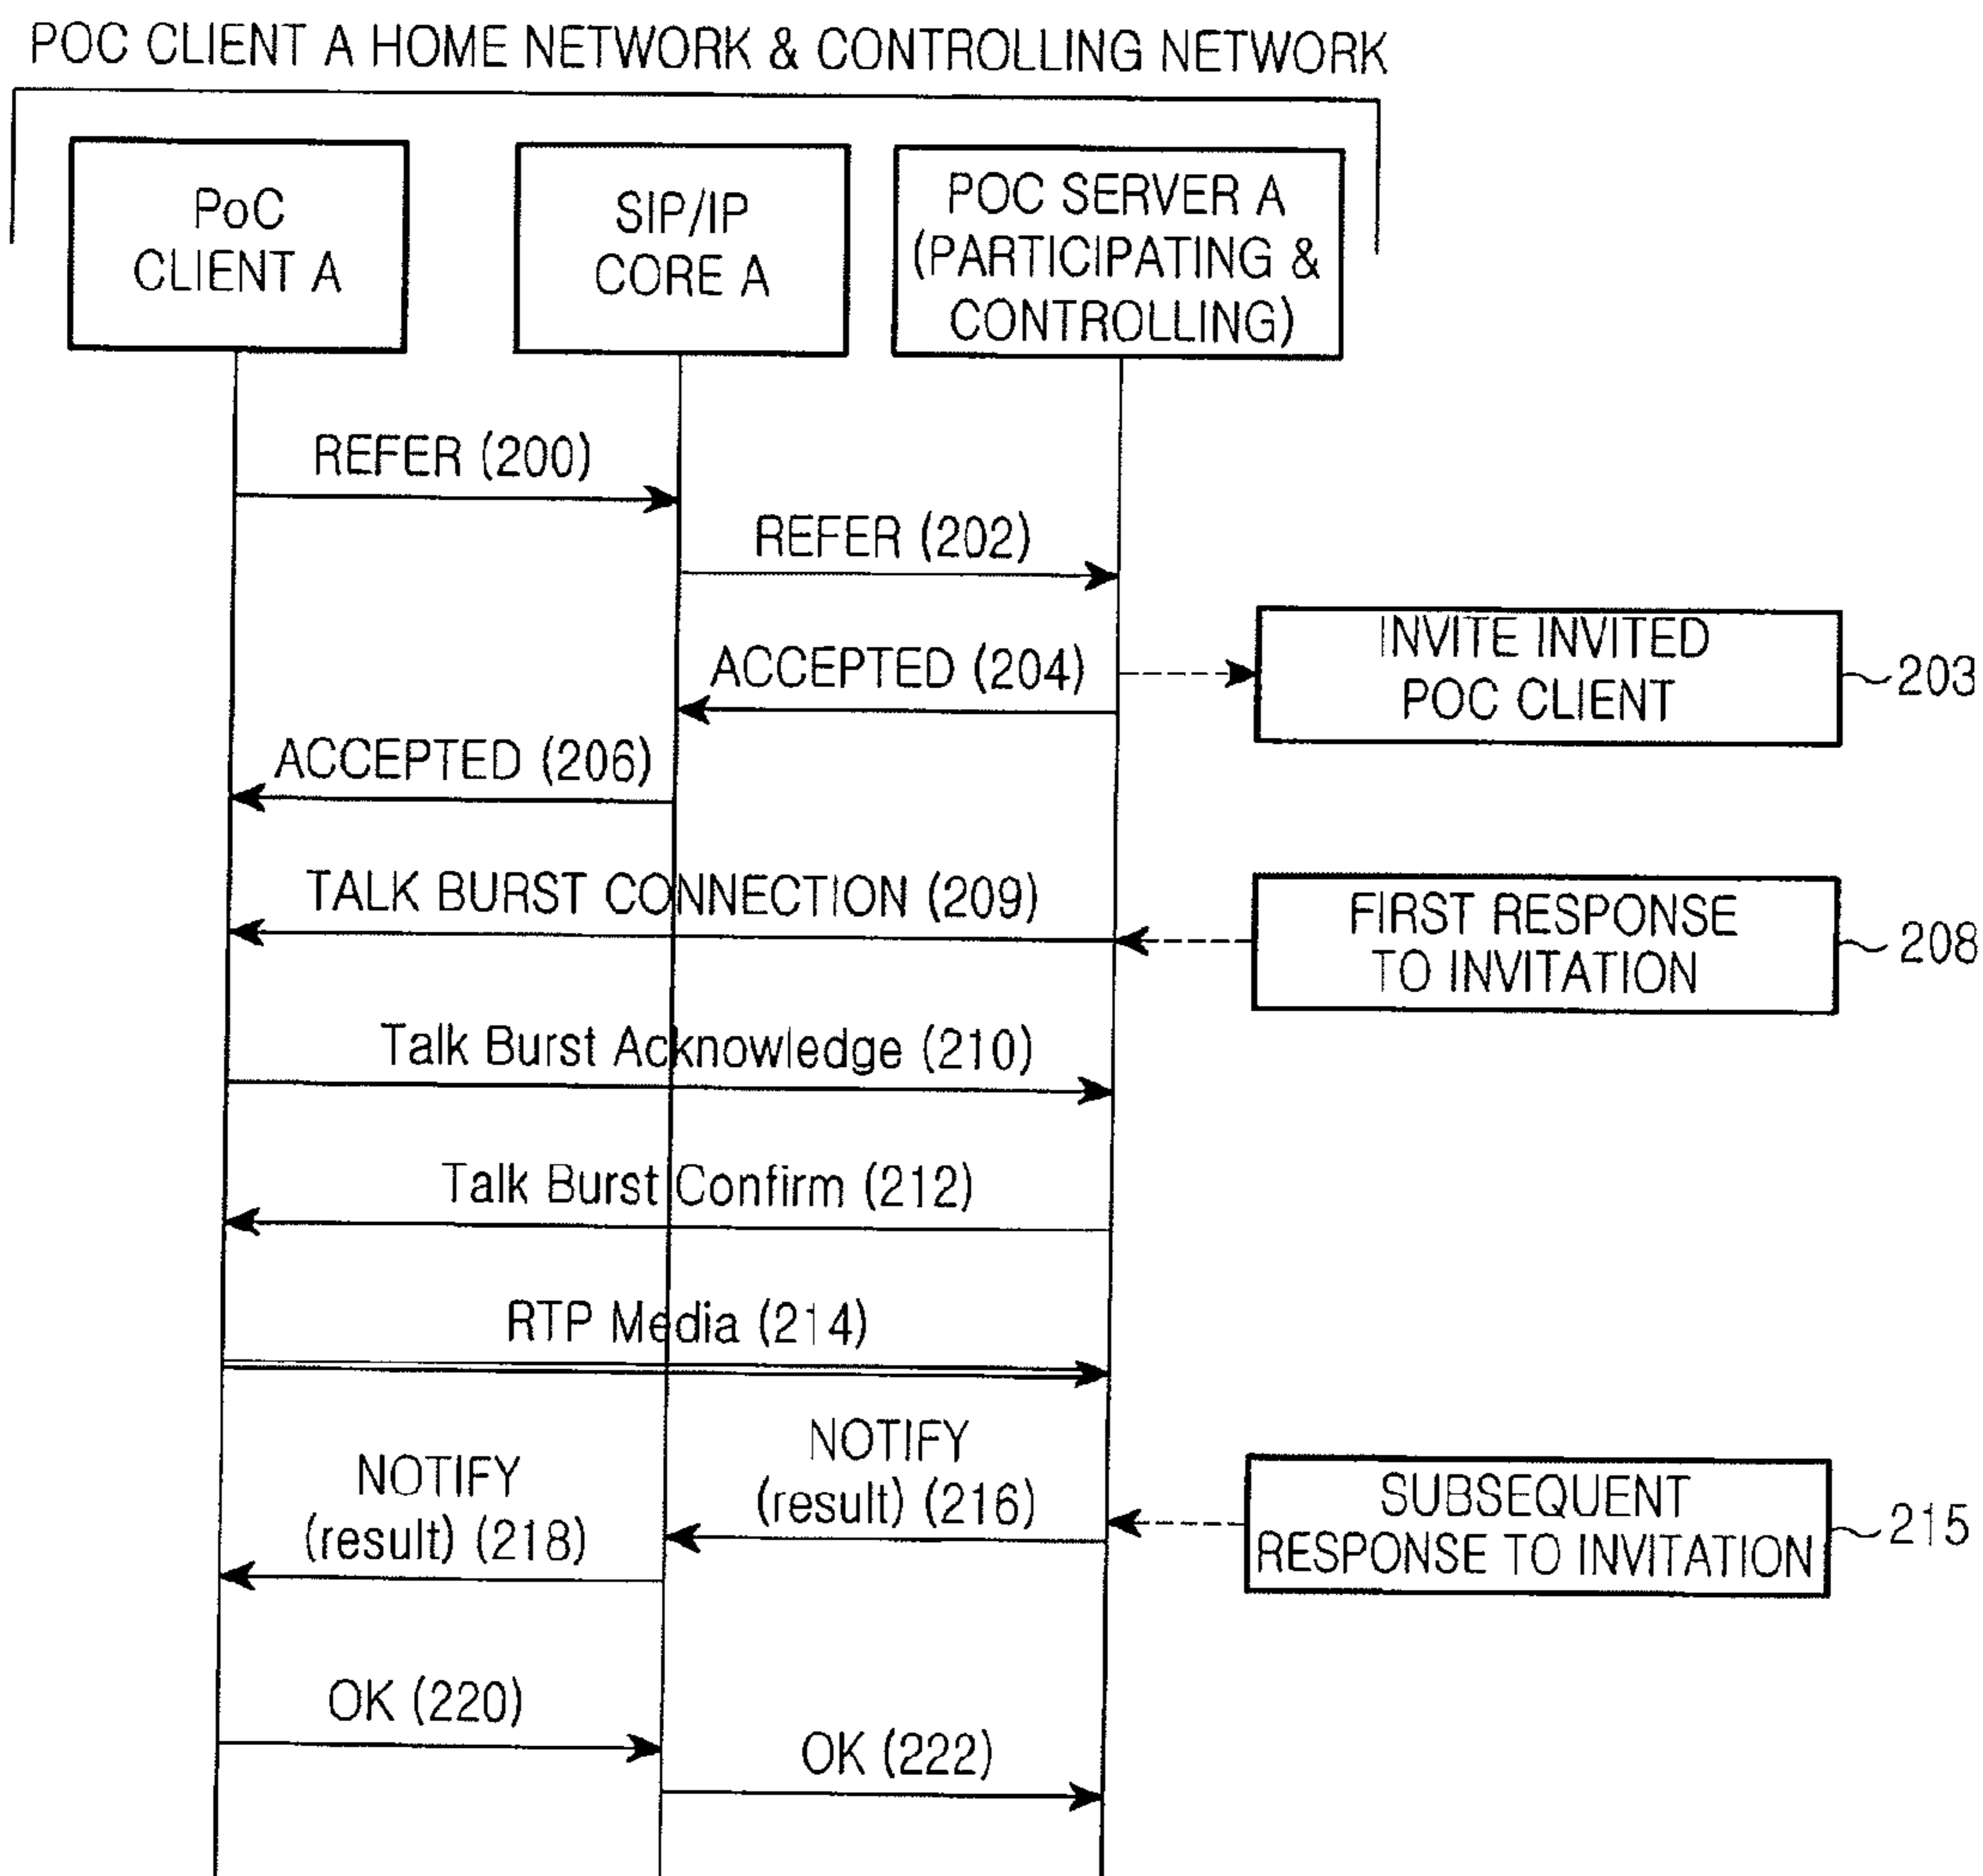 POC CLIENT A HOME NETWORK & CONTROLLING NETWORK
PoC
CLIENT A
SIP/IP
CORE A
POC SERVER A
(PARTICIPATING &
CONTROLLING)
REFER (200)
REFER (202)
INVITE INVITED
POC CLIENT
203
ACCEPTED (204)
ACCEPTED (206)
TALK BURST CONNECTION (209)
FIRST RESPONSE
TO INVITATION
208
Talk Burst Acknowledge (210)
Talk Burst Confirm (212)
RTP Media (214)
NOTIFY
(result) (216)
NOTIFY
(result) (218)
SUBSEQUENT
RESPONSE TO INVITATION
215
OK (220)
OK (222)